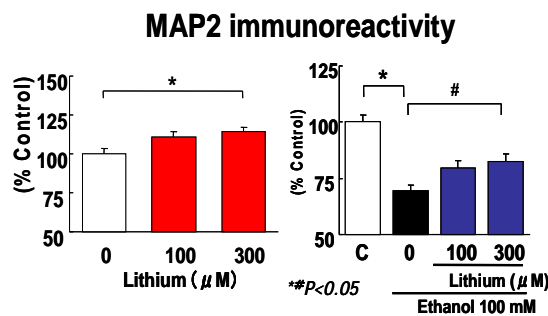 MAP2 immunoreactivity
(% Control)
150
125
100
75
50
*
0 100 300
Lithium (μM)
(% Control)
125
100
75
50
* #
C 0 100 300
Lithium (μM)
*#P<0.05
Ethanol 100 mM